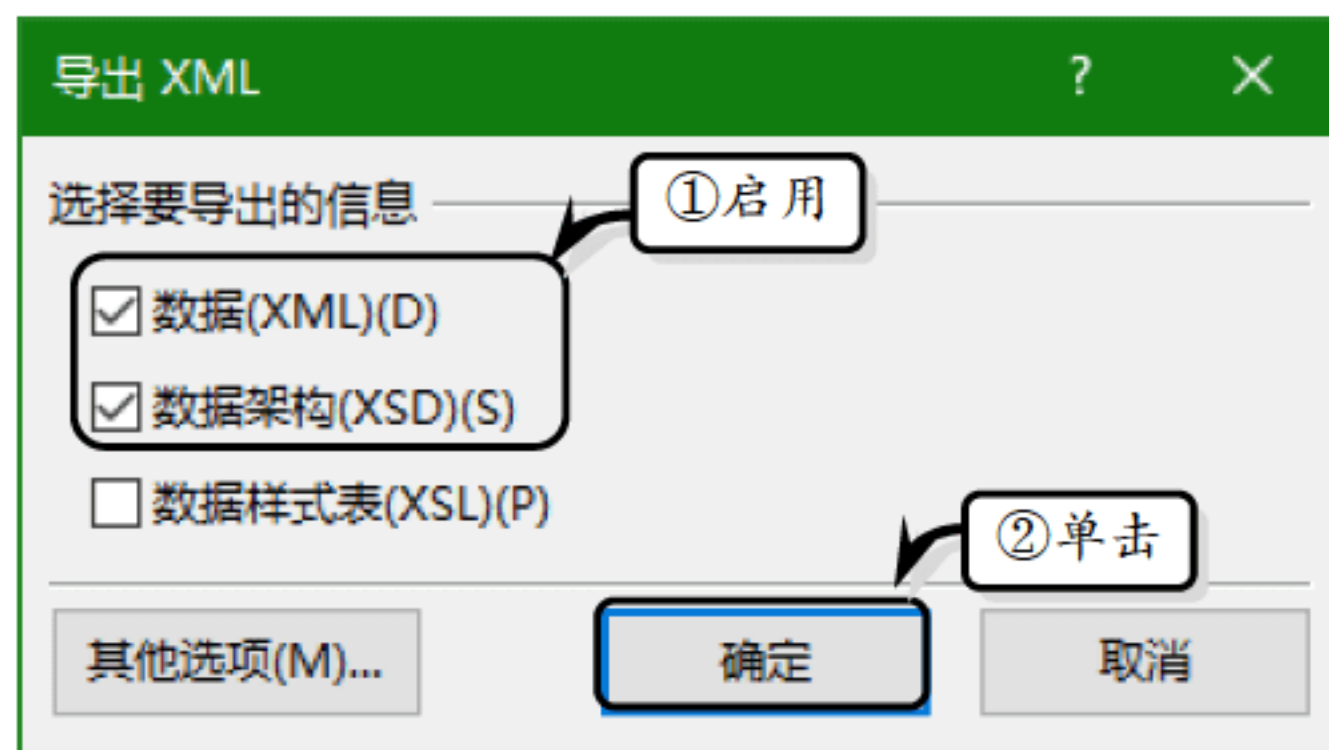 导出 XML
?
选择要导出的信息
①启用
数据(XML)(D)
数据架构(XSD)(S)
数据样式表(XSL)(P)
②单击
其他选项(M)...
确定
取消